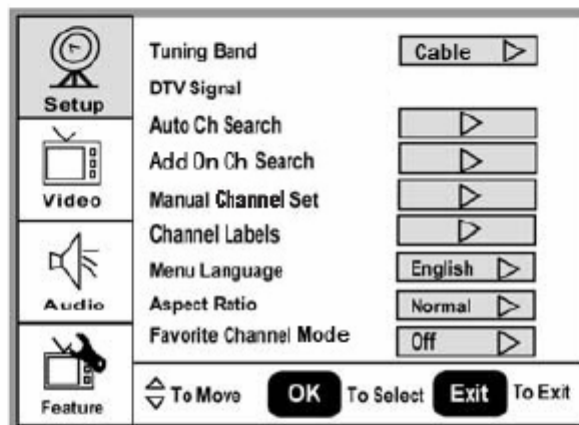 Setup
Video
Audio
Feature
Tuning Band Cable
DTV Signal
Auto Ch Search
Add On Ch Search
Manual Channel Set
Channel Labels
Menu Language English
Aspect Ratio Normal
Favorite Channel Mode Off
To Move OK To Select Exit To Exit